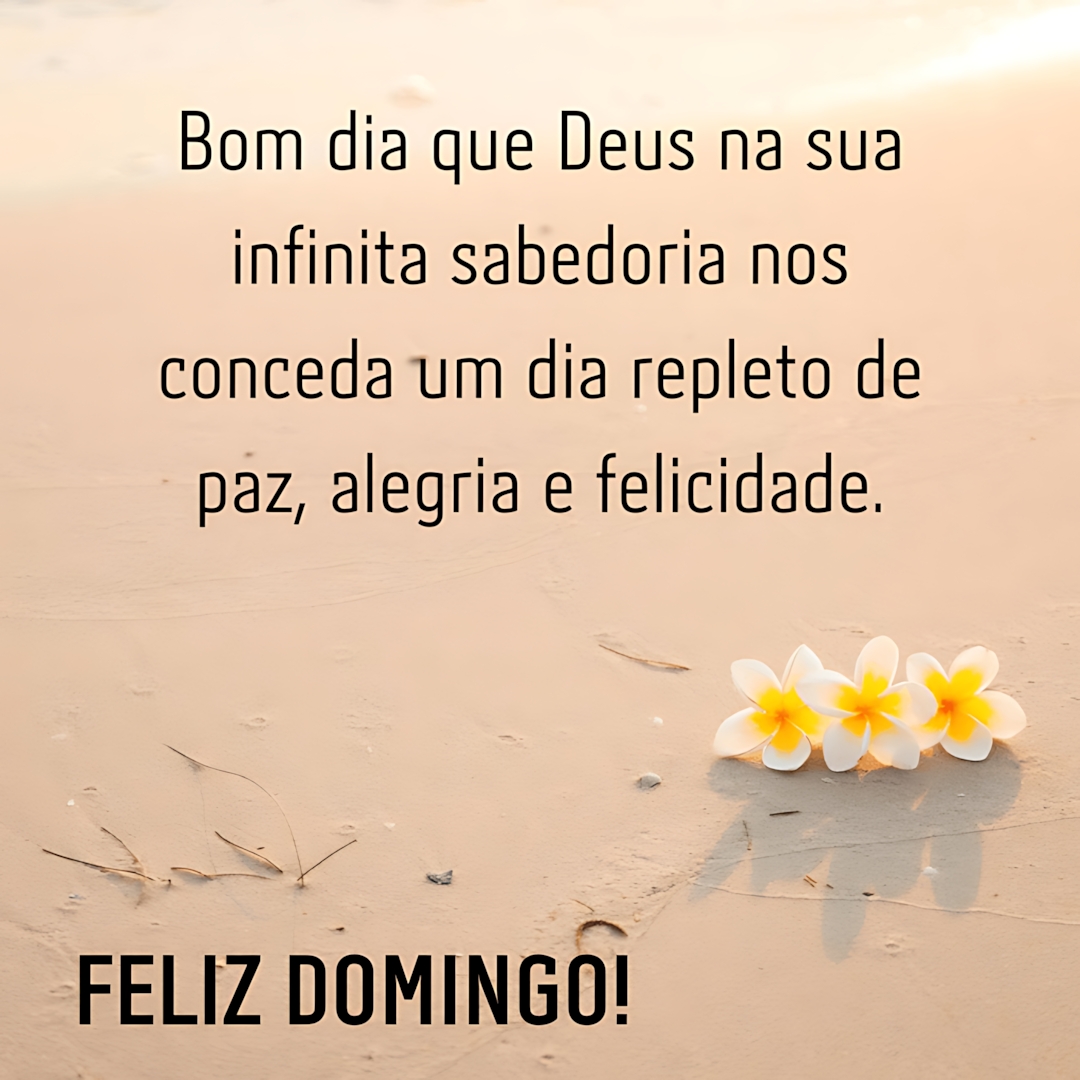 Bom dia que Deus na sua
infinita sabedoria nos
conceda um dia repleto de
paz, alegria e felicidade.
FELIZ DOMINGO!